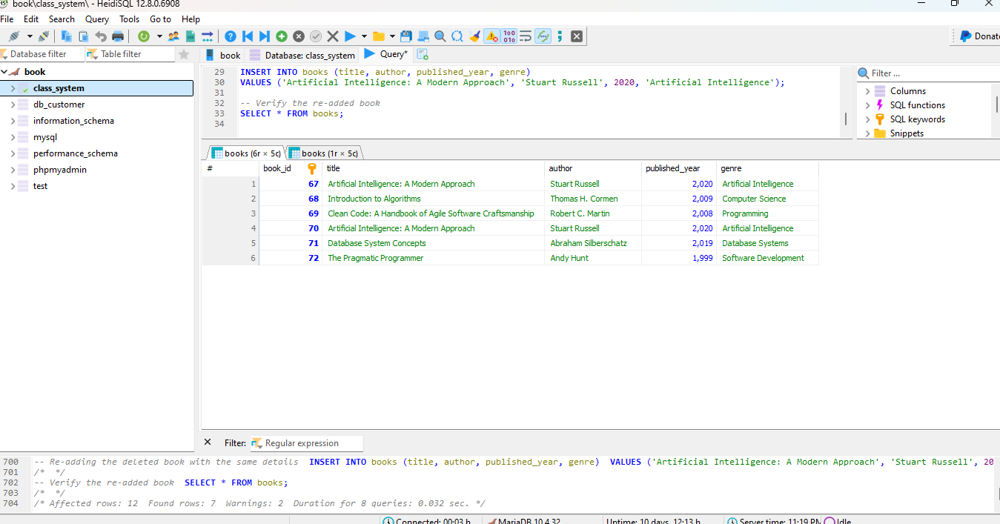 book\class_system\ - HeidiSQL 12.8.0.6908
File Edit Search Query Tools Go to Help
Donate
Database filter Table filter book Database: class_system Query*
book
class_system
db_customer
information_schema
mysql
performance_schema
phpmyadmin
test
29 INSERT INTO books (title, author, published_year, genre)
30 VALUES ('Artificial Intelligence: A Modern Approach', 'Stuart Russell', 2020, 'Artificial Intelligence');
31
32 -- Verify the re-added book
33 SELECT * FROM books;
34
Filter ...
Columns
SQL functions
SQL keywords
Snippets
books (6r × 5c) books (1r × 5c)
# book_id title author published_year genre
1 67 Artificial Intelligence: A Modern Approach Stuart Russell 2,020 Artificial Intelligence
2 68 Introduction to Algorithms Thomas H. Cormen 2,009 Computer Science
3 69 Clean Code: A Handbook of Agile Software Craftsmanship Robert C. Martin 2,008 Programming
4 70 Artificial Intelligence: A Modern Approach Stuart Russell 2,020 Artificial Intelligence
5 71 Database System Concepts Abraham Silberschatz 2,019 Database Systems
6 72 The Pragmatic Programmer Andy Hunt 1,999 Software Development
Filter: Regular expression
700 -- Re-adding the deleted book with the same details INSERT INTO books (title, author, published_year, genre) VALUES ('Artificial Intelligence: A Modern Approach', 'Stuart Russell', 20
701 /* */
702 -- Verify the re-added book SELECT * FROM books;
703 /* */
704 /* Affected rows: 12 Found rows: 7 Warnings: 2 Duration for 8 queries: 0.032 sec. */
Connected: 00:03 h MariaDB 10.4.32 Uptime: 10 days, 12:13 h Server time: 11:19 PM Idle